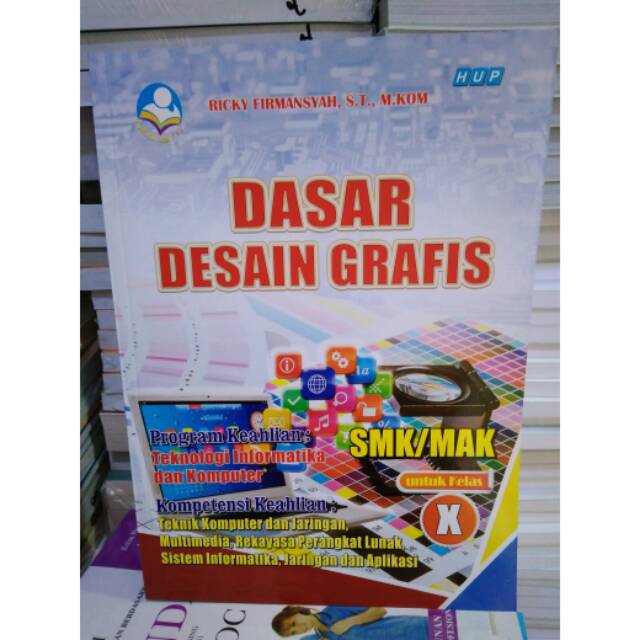 HUP
RICKY FIRMANSYAH, S.T., M.KOM
DASAR
DESAIN GRAFIS
Program Keahlian :
Teknologi Informatika
dan Komputer
SMK/MAK
untuk Kelas
X
Kompetensi Keahlian :
Teknik Komputer dan Jaringan,
Multimedia, Rekayasa Perangkat Lunak,
Sistem Informatika, Jaringan dan Aplikasi